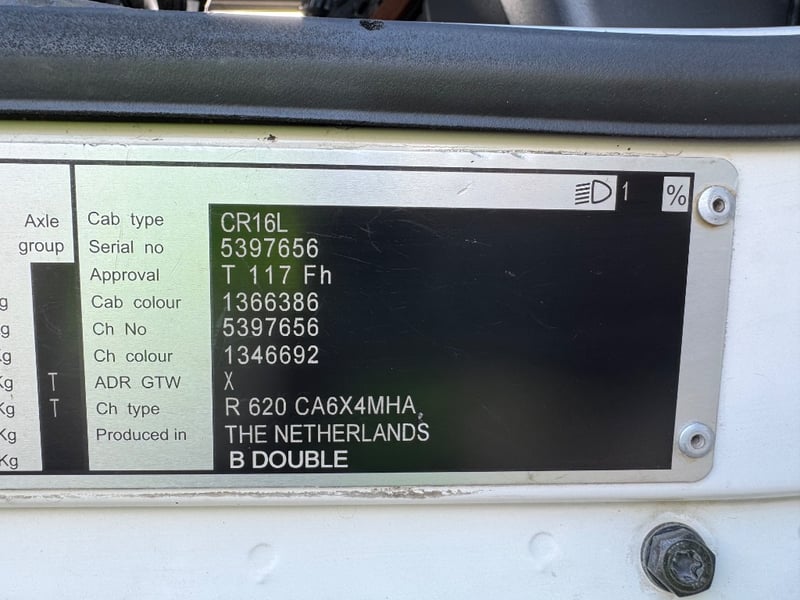 1 %
Axle group
Cab type CR16L
Serial no 5397656
Approval T 117 Fh
Cab colour 1366386
g
Ch No 5397656
g
Ch colour 1346692
Kg
ADR GTW X
Kg T
Ch type R 620 CA6X4MHA
Kg T
Produced in THE NETHERLANDS
Kg
B DOUBLE
Kg